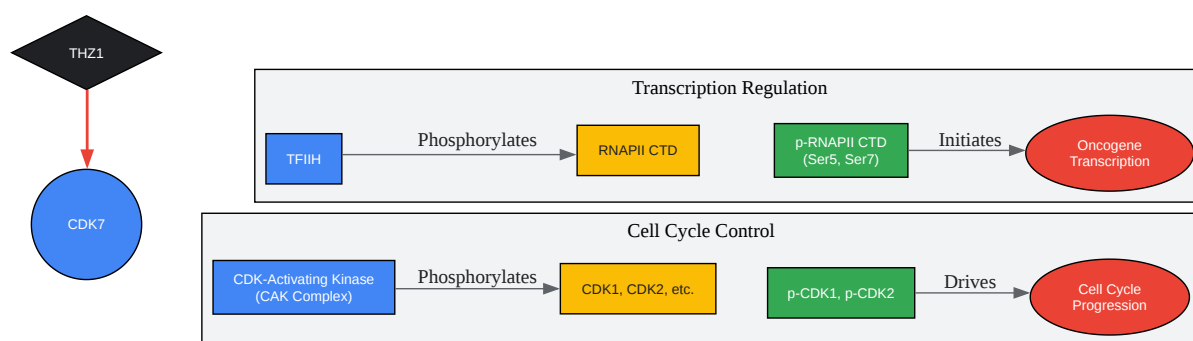 THZ1
CDK7
Transcription Regulation
TFIIH
Phosphorylates
RNAPII CTD
p-RNAPII CTD
(Ser5, Ser7)
Initiates
Oncogene
Transcription
Cell Cycle Control
CDK-Activating Kinase
(CAK Complex)
Phosphorylates
CDK1, CDK2, etc.
p-CDK1, p-CDK2
Drives
Cell Cycle
Progression